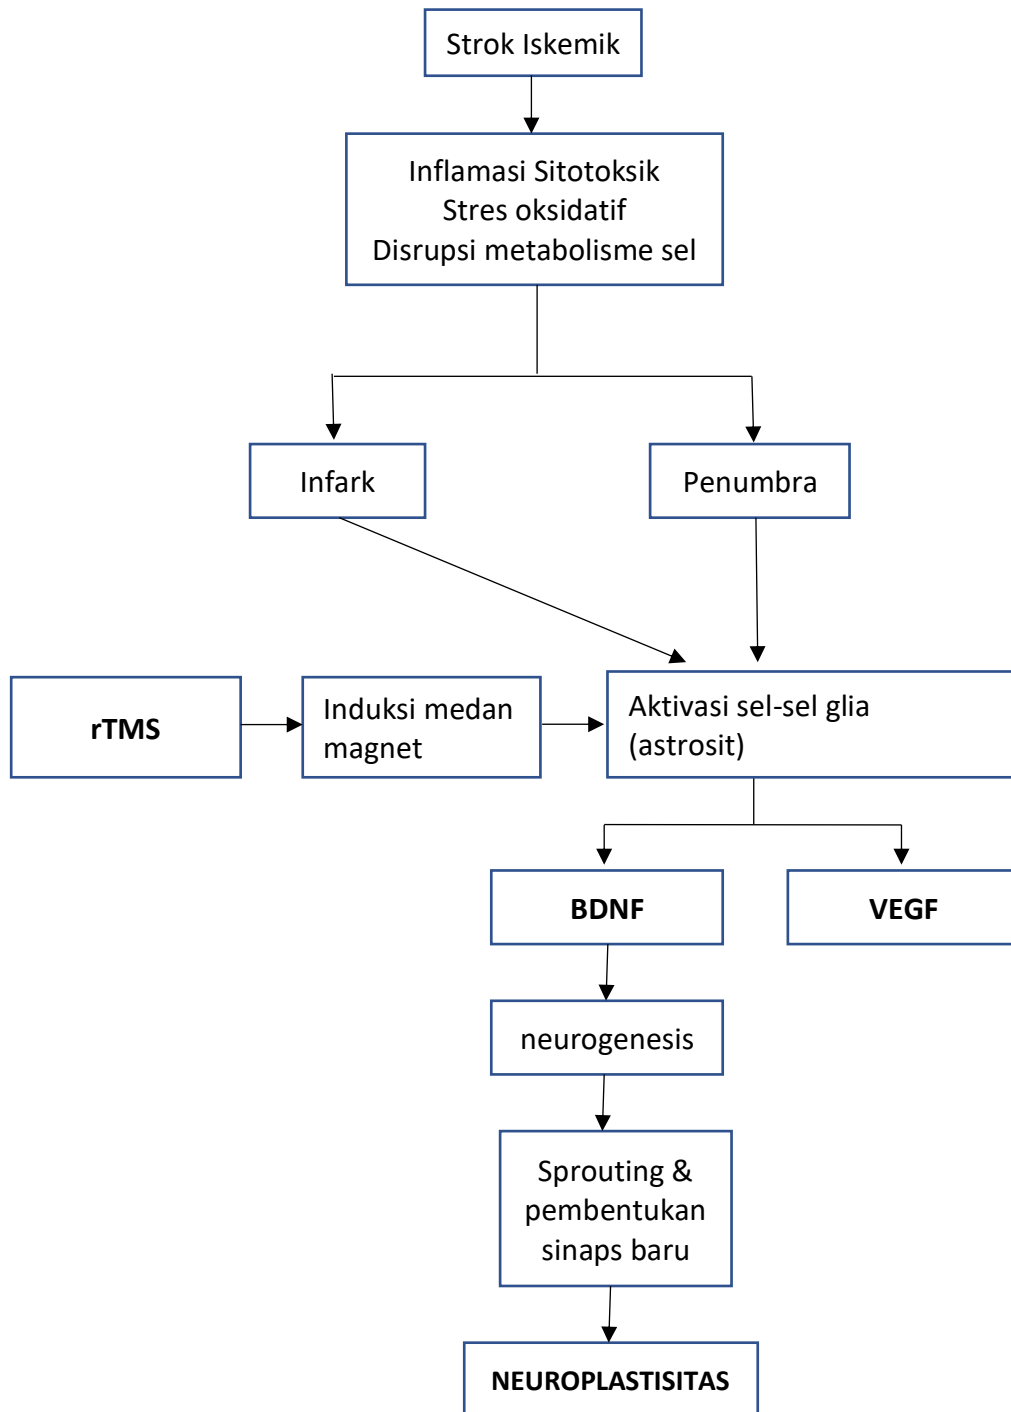 Strok Iskemik
Inflamasi Sitotoksik
Stres oksidatif
Disrupsi metabolisme sel
Infark
Penumbra
rTMS
Induksi medan
magnet
Aktivasi sel-sel glia
(astrosit)
BDNF
VEGF
neurogenesis
Sprouting &
pembentukan
sinaps baru
NEUROPLASTISITAS